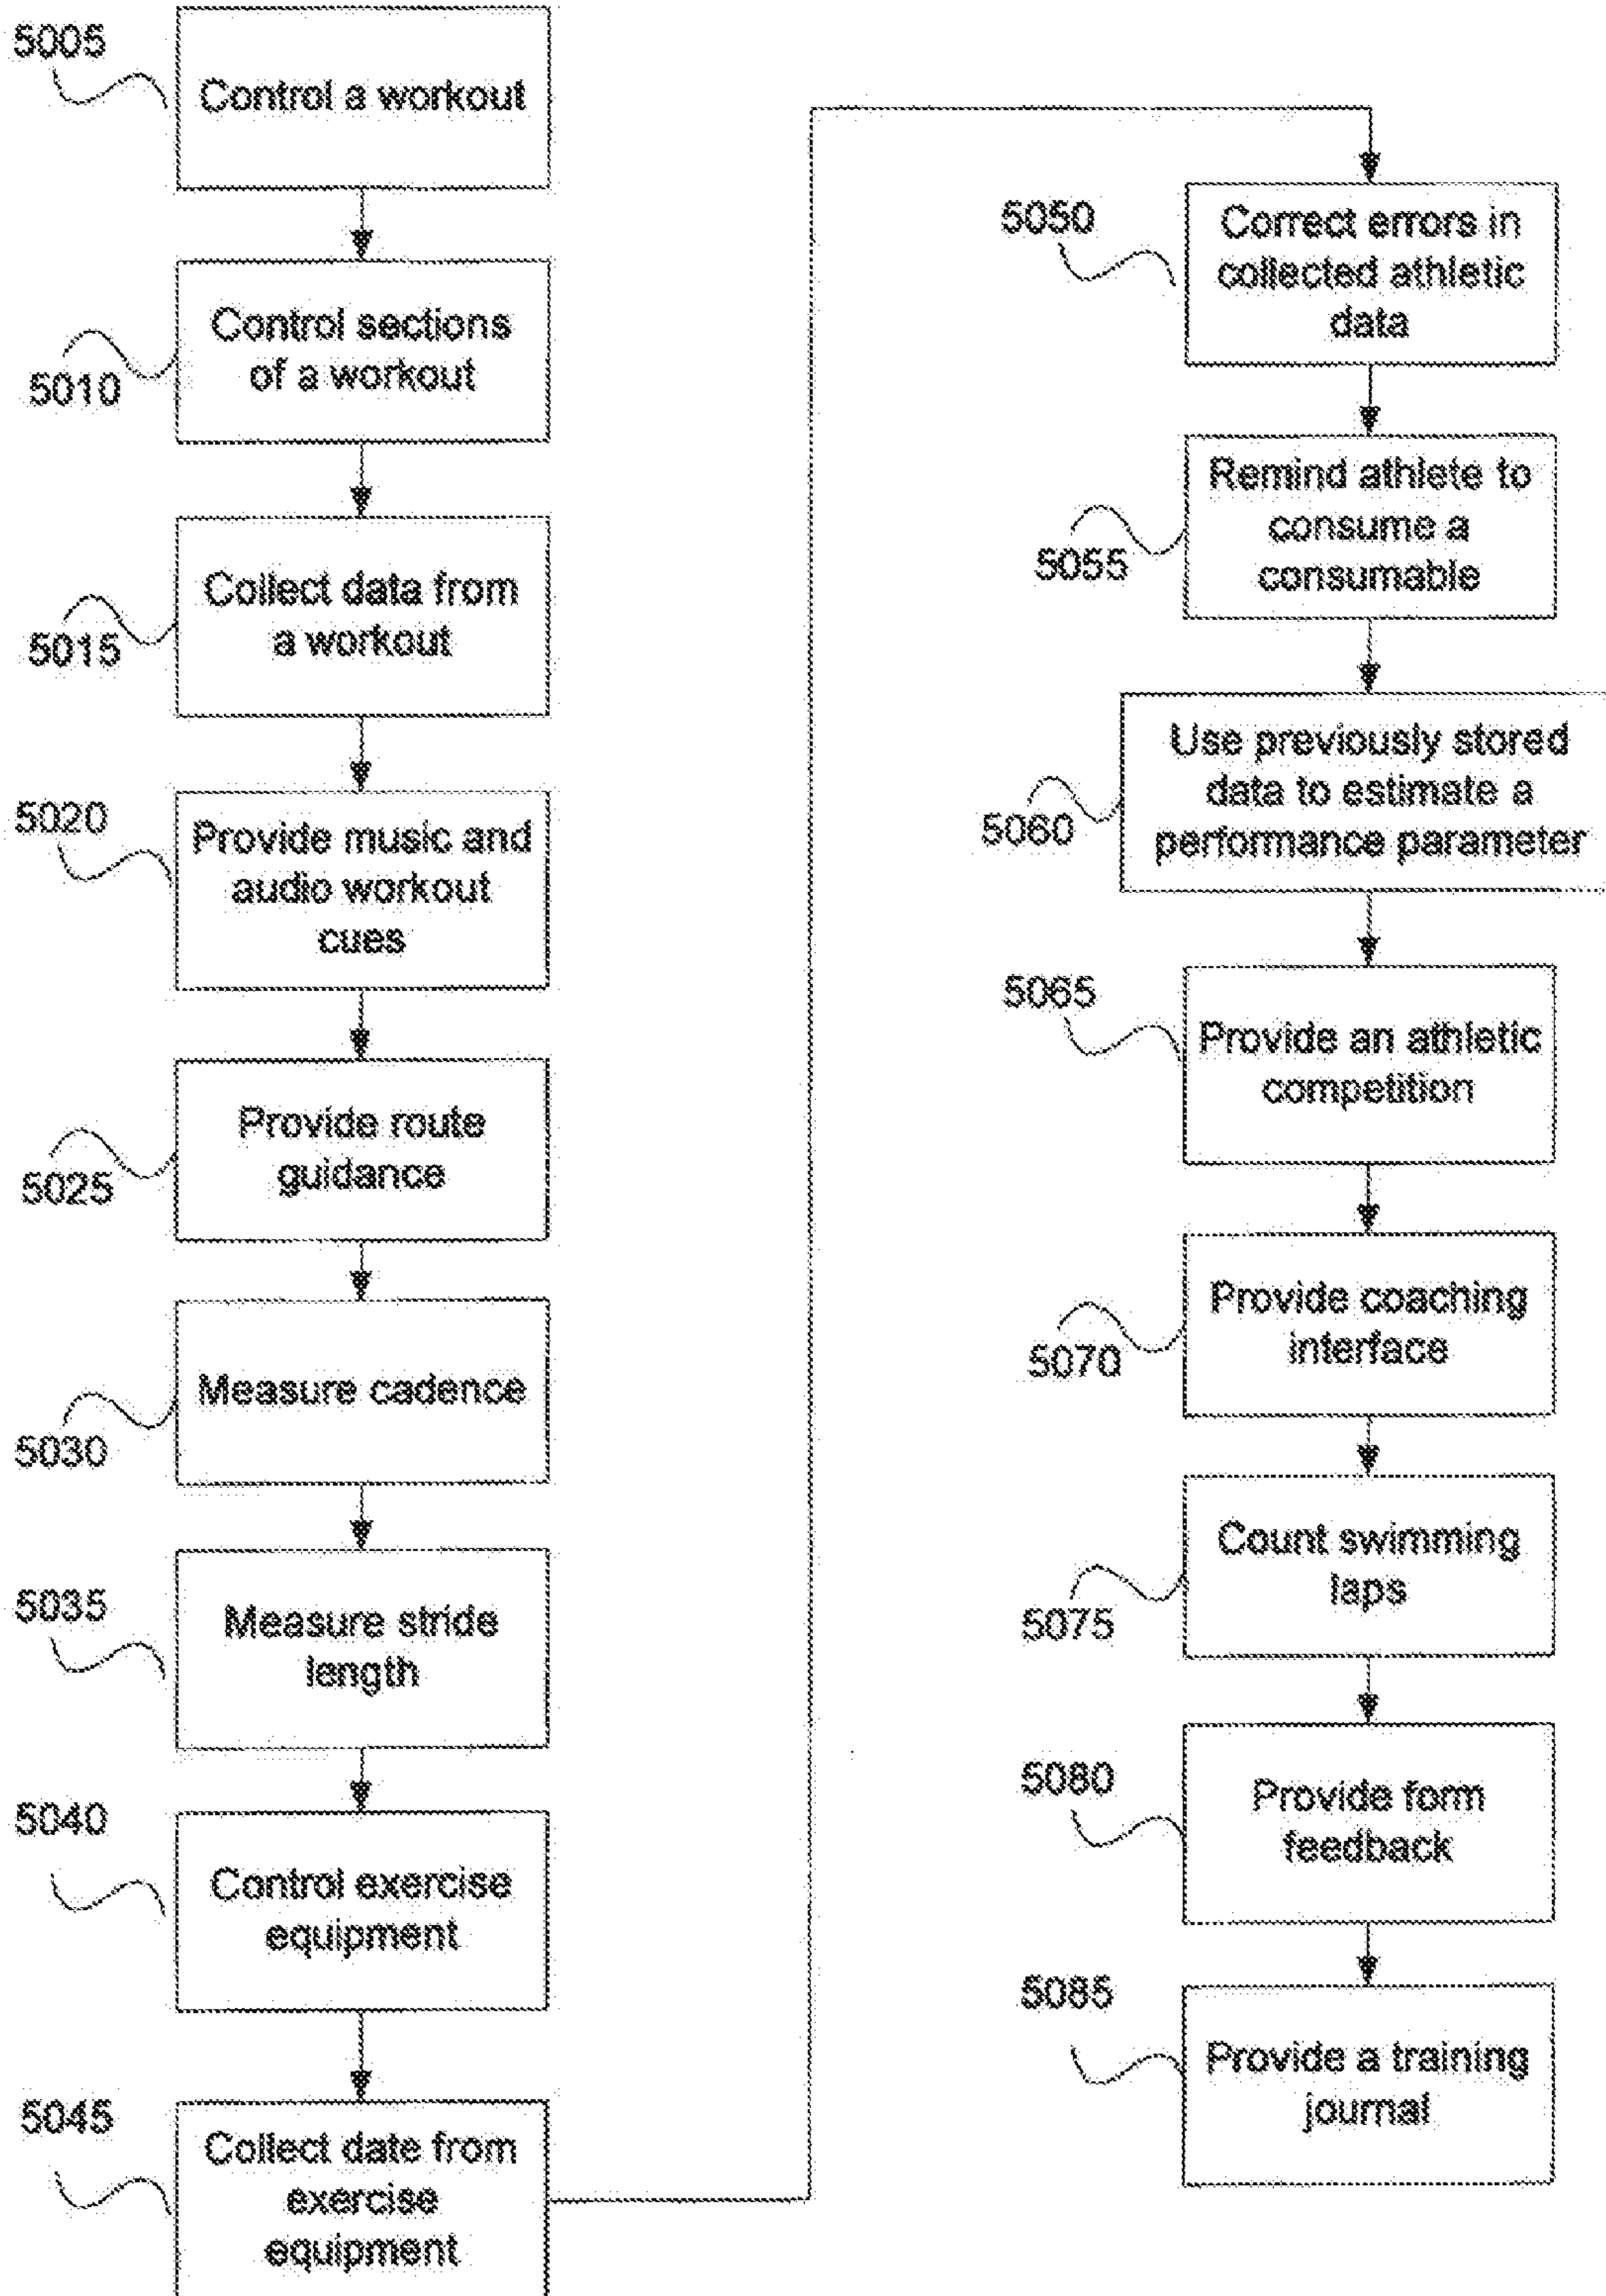 5005
Control a workout
Control sections
of a workout
5010
Collect data from
a workout
5015
5020
Provide music and
audio workout
cues
Provide route
guidance
5025
Measure cadence
5030
5035
Measure stride
length
5040
Control exercise
equipment
5045
Collect date from
exercise
equipment
5050
Correct errors in
collected athletic
data
Remind athlete to
consume a
consumable
5055
Use previously stored
data to estimate a
performance parameter
5060
5065
Provide an athletic
competition
Provide coaching
interface
5070
Count swimming
laps
5075
5080
Provide form
feedback
5085
Provide a training
journal